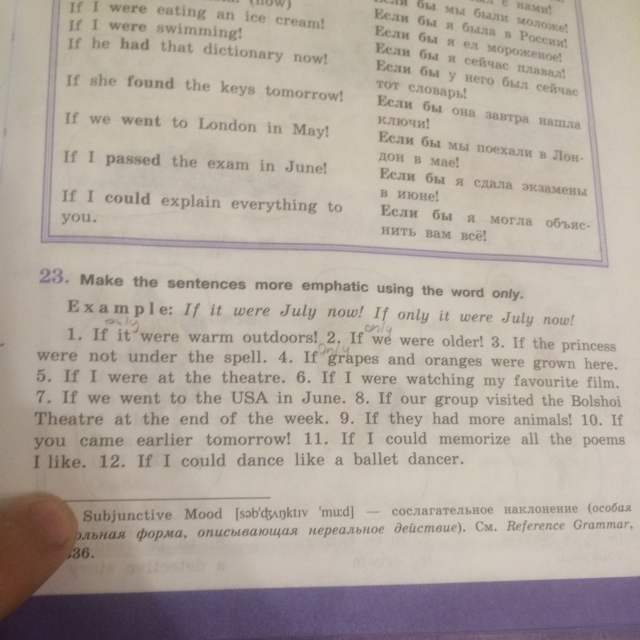 (now)
If I were eating an ice cream!
If I were swimming!
If he had that dictionary now!
If she found the keys tomorrow!
If we went to London in May!
If I passed the exam in June!
If I could explain everything to
you.
с нами!
Если бы мы были моложе!
Если бы я была в России!
Если бы я ел мороженое!
Если бы я сейчас плавал!
Если бы у него был сейчас
тот словарь!
Если бы она завтра нашла
ключи!
Если бы мы поехали в Лон-
дон в мае!
Если бы я сдала экзамены
в июне!
Если бы я могла объяс-
нить вам всё!
23. Make the sentences more emphatic using the word only.
Example: If it were July now! If only it were July now!
only only
1. If it were warm outdoors! 2. If we were older! 3. If the princess
only
were not under the spell. 4. If grapes and oranges were grown here.
5. If I were at the theatre. 6. If I were watching my favourite film.
7. If we went to the USA in June. 8. If our group visited the Bolshoi
Theatre at the end of the week. 9. If they had more animals! 10. If
you came earlier tomorrow! 11. If I could memorize all the poems
I like. 12. If I could dance like a ballet dancer.
Subjunctive Mood [səbˈʤʌŋktɪv ˈmuːd] — сослагательное наклонение (особая
форма, описывающая нереальное действие). См. Reference Grammar,
36.